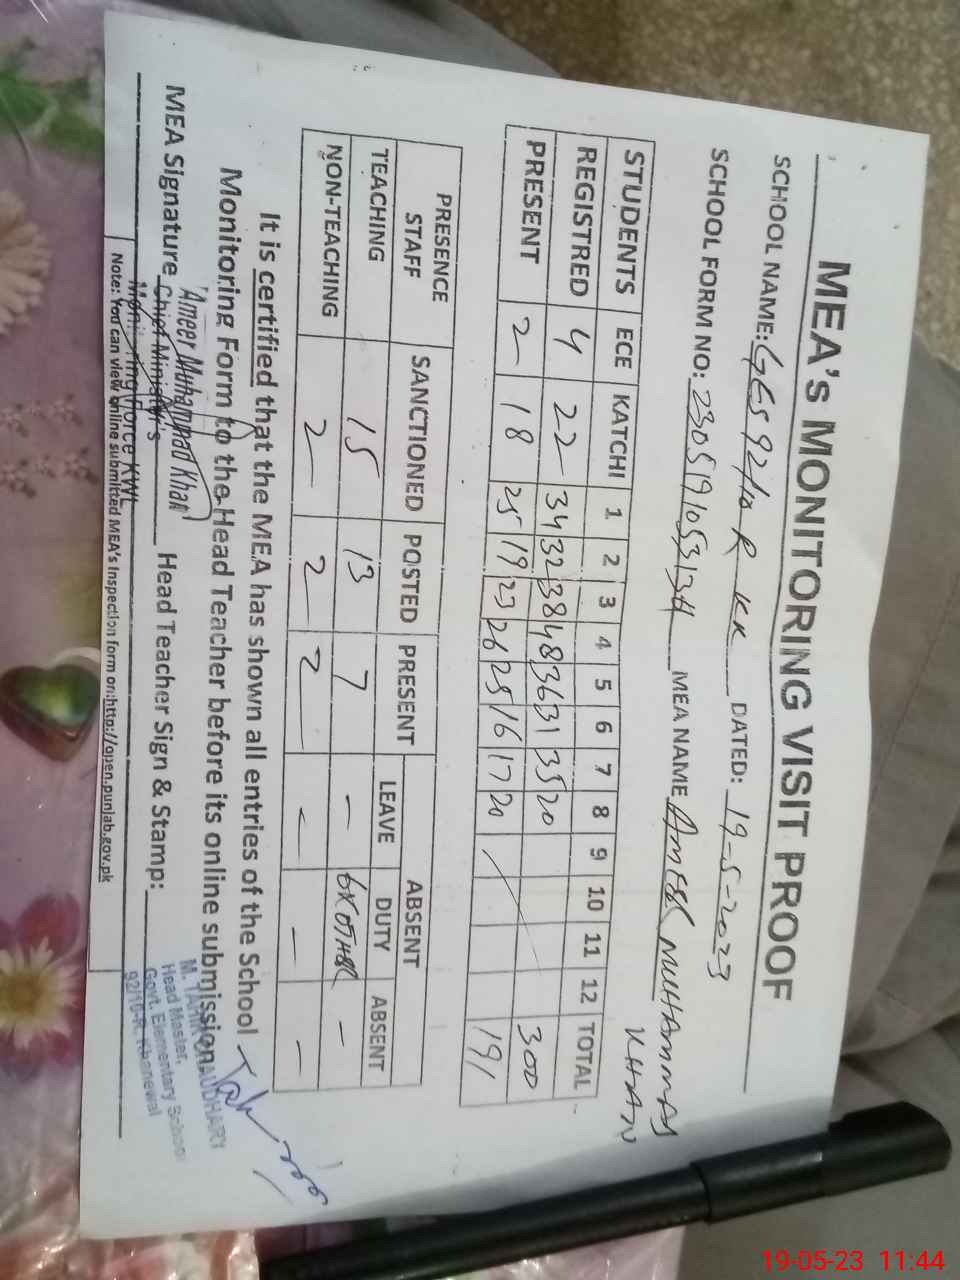 MEA's MONITORING VISIT PROOF
SCHOOL NAME: GES 92/10 R KK DATED: 19-5-2023
SCHOOL FORM NO: MEA NAME AMEER MUHAMMAD
KHAN
STUDENTS ECE KATCHI 1 2 3 4 5 6 7 8 9 10 11 12 TOTAL
REGISTRED 4 22 34 32 38 48 36 31 35 20 300
PRESENT 2 18 25 19 23 26 25 16 17 20 191
PRESENCE STAFF SANCTIONED POSTED PRESENT ABSENT
LEAVE DUTY ABSENT
TEACHING 15 13 7 - 6x OTHER -
NON-TEACHING 2 2 2 - - -
It is certified that the MEA has shown all entries of the School
Monitoring Form to the Head Teacher before its online submission
Ameer Muhammad Khan
MEA Signature Chief Minister's Head Teacher Sign & Stamp:
Monitoring Force KWL
M. TAHIR CHAUDHARY
Head Master,
Govt. Elementary School
92/10-R, Khanewal
Note: You can view online submitted MEA's Inspection form on:http://open.punjab.gov.pk
19-05-23 11:44